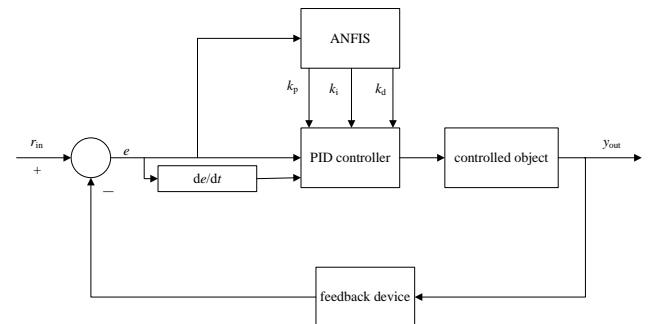 ANFIS
kp
ki
kd
rin
+
e
PID controller
controlled object
yout
de/dt
—
feedback device